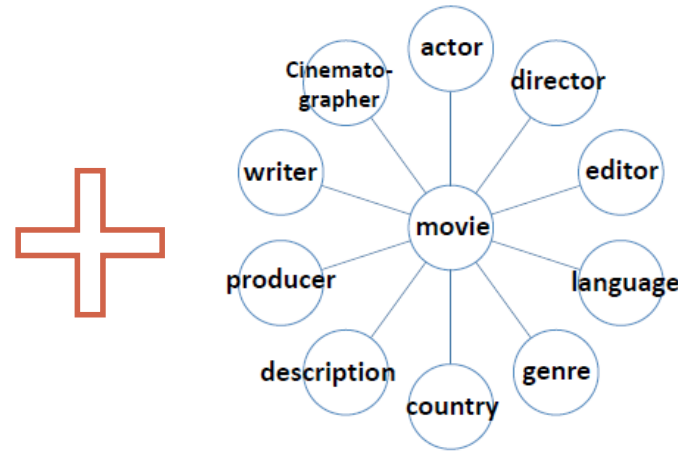 actor
Cinemato-
grapher
director
writer
editor
movie
producer
language
description
genre
country